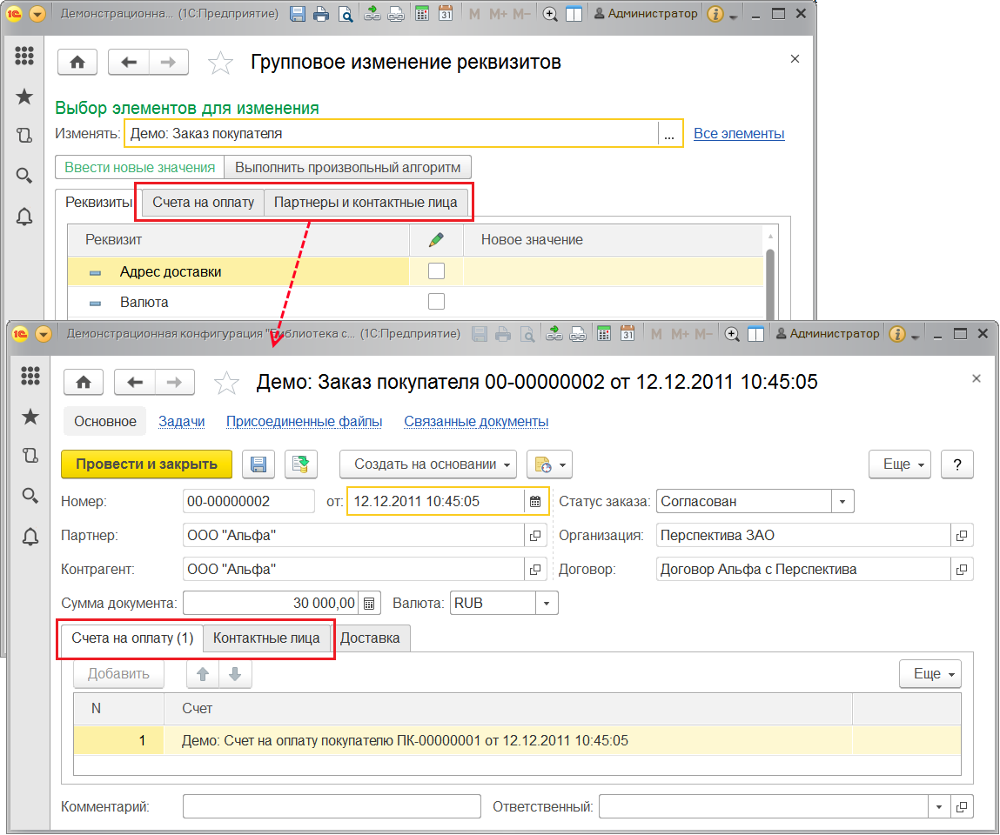 Демонстрационна... (1С:Предприятие) 31 M M+ M- Администратор
Групповое изменение реквизитов
Выбор элементов для изменения
Изменять: Демо: Заказ покупателя ... Все элементы
Ввести новые значения Выполнить произвольный алгоритм
Реквизиты Счета на оплату Партнеры и контактные лица
Реквизит Новое значение
Адрес доставки
Валюта
Демонстрационная конфигурация "Библиотека с... (1С:Предприятие) 31 M M+ M- Администратор
Демо: Заказ покупателя 00-00000002 от 12.12.2011 10:45:05
Основное Задачи Присоединенные файлы Связанные документы
Провести и закрыть Создать на основании Еще ?
Номер: 00-00000002 от: 12.12.2011 10:45:05 Статус заказа: Согласован
Партнер: ООО "Альфа" Организация: Перспектива ЗАО
Контрагент: ООО "Альфа" Договор: Договор Альфа с Перспектива
Сумма документа: 30 000,00 Валюта: RUB
Счета на оплату (1) Контактные лица Доставка
Добавить Еще
N Счет
1 Демо: Счет на оплату покупателю ПК-00000001 от 12.12.2011 10:45:05
Комментарий: Ответственный: